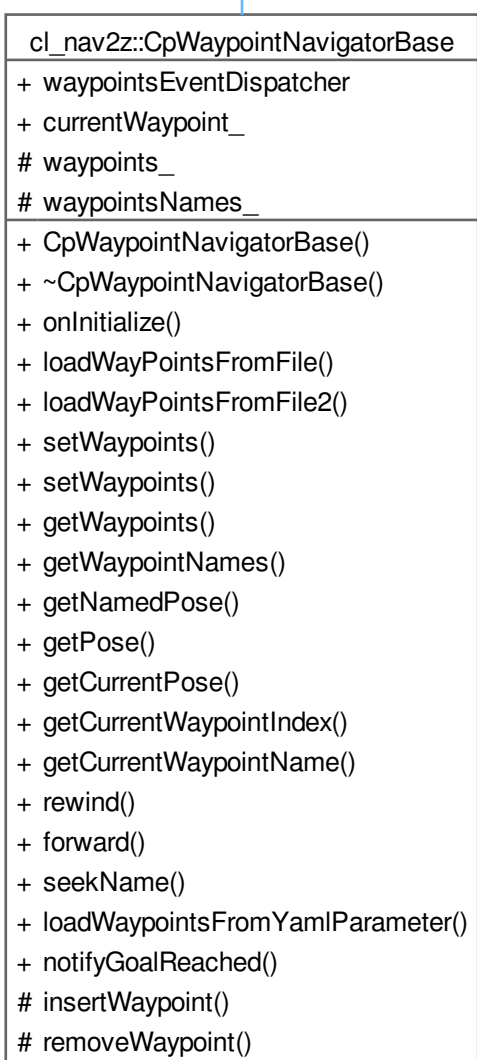 cl_nav2z::CpWaypointNavigatorBase
+ waypointsEventDispatcher
+ currentWaypoint_
# waypoints_
# waypointsNames_
+ CpWaypointNavigatorBase()
+ ~CpWaypointNavigatorBase()
+ onInitialize()
+ loadWayPointsFromFile()
+ loadWayPointsFromFile2()
+ setWaypoints()
+ setWaypoints()
+ getWaypoints()
+ getWaypointNames()
+ getNamedPose()
+ getPose()
+ getCurrentPose()
+ getCurrentWaypointIndex()
+ getCurrentWaypointName()
+ rewind()
+ forward()
+ seekName()
+ loadWaypointsFromYamlParameter()
+ notifyGoalReached()
# insertWaypoint()
# removeWaypoint()